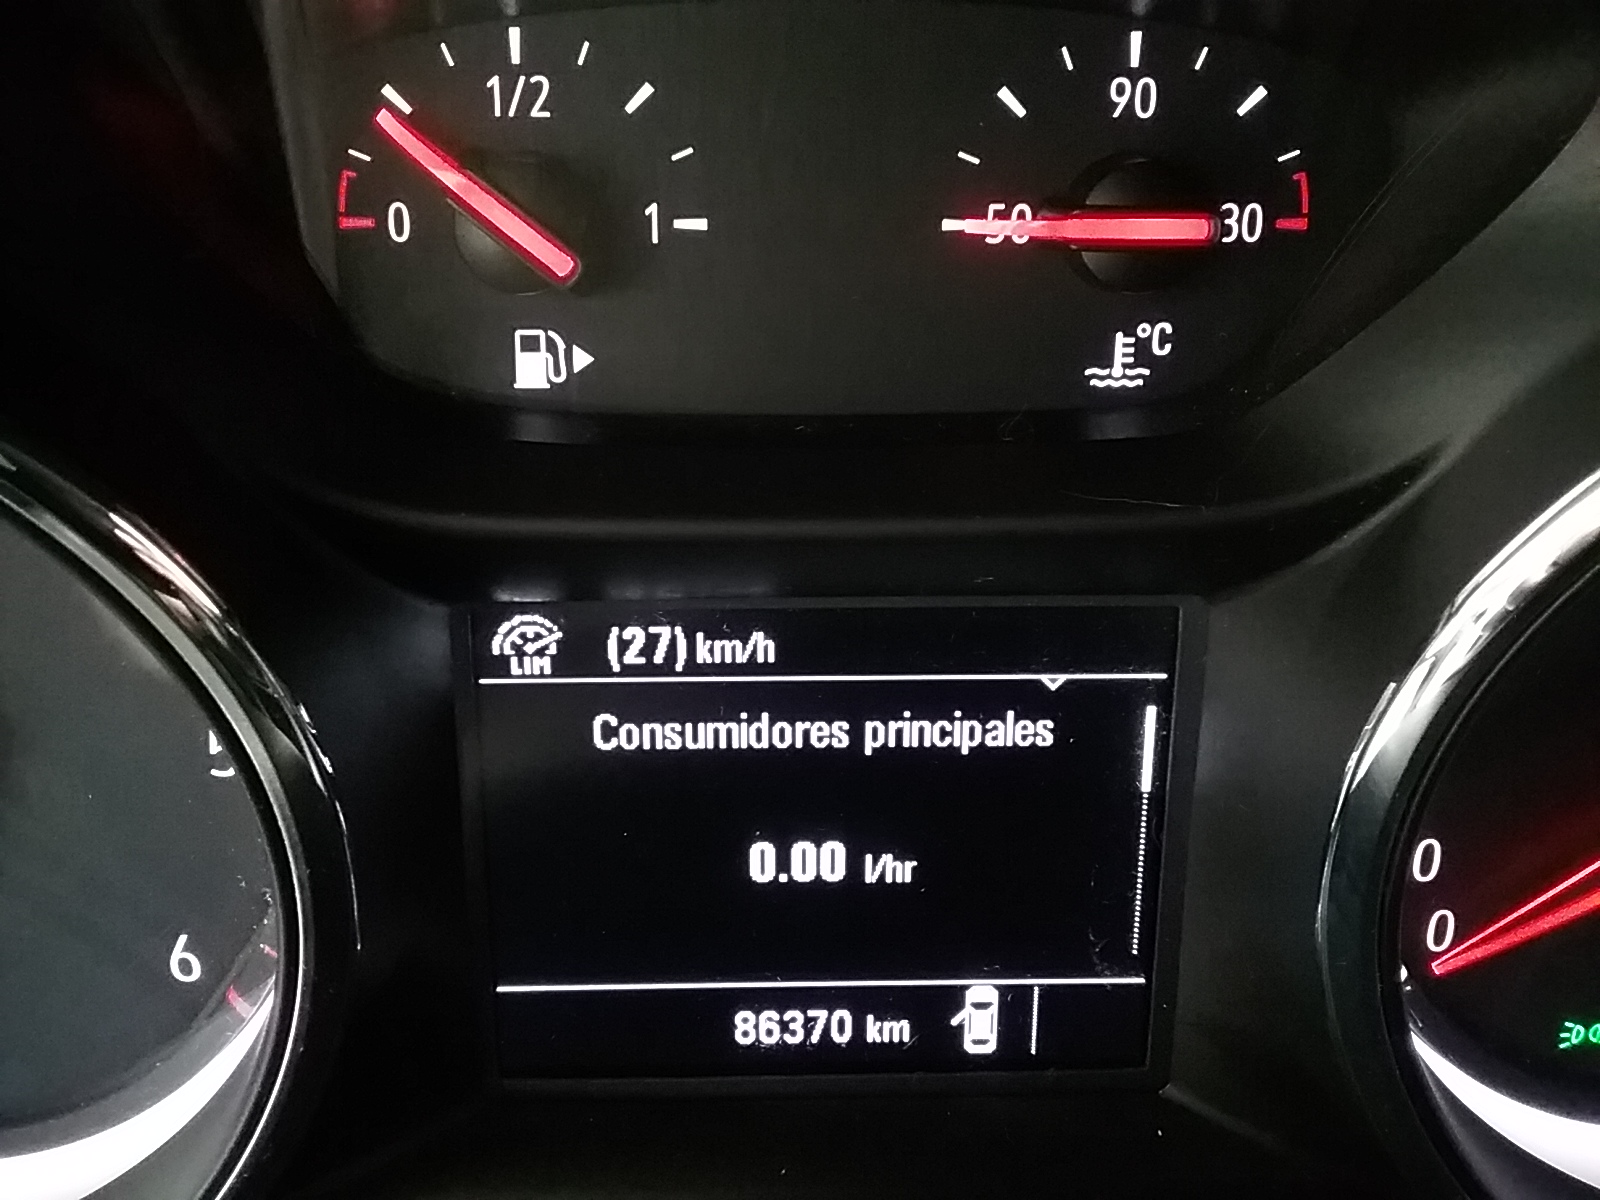 1/2
90
0
1
50
30
°C
LIM (27) km/h
Consumidores principales
5
0.00 l/hr
0
0
6
86370 km